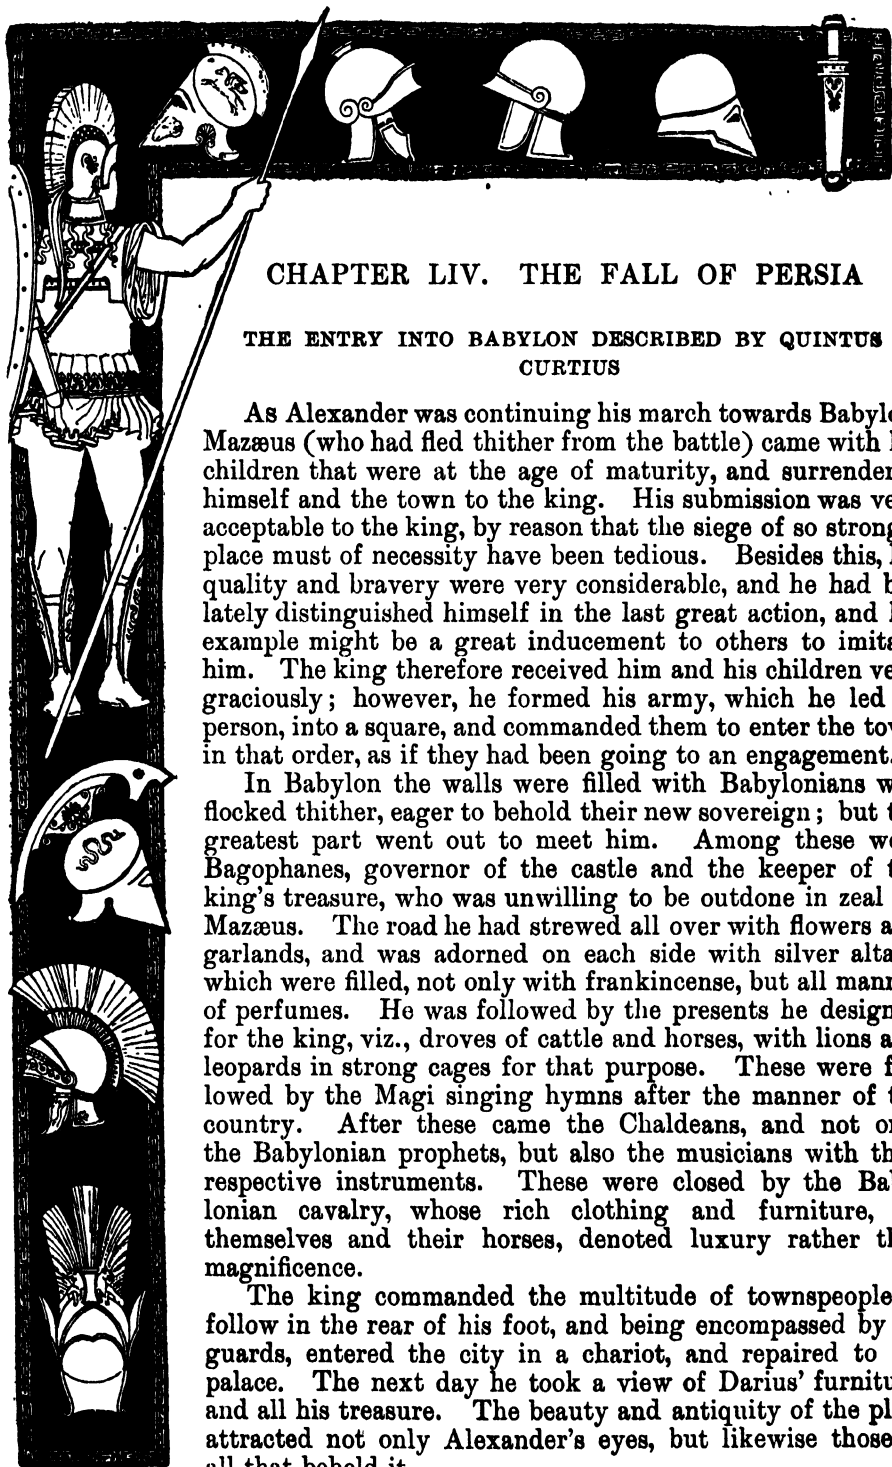 CHAPTER LIV. THE FALL OF PERSIA
THE ENTRY INTO BABYLON DESCRIBED BY QUINTUS
CURTIUS
As Alexander was continuing his march towards
Mazæus (who had fled thither from the battle) came with
children that were at the age of maturity, and
himself and the town to the king. His submission was
acceptable to the king, by reason that the siege of so
place must of necessity have been tedious. Besides this,
quality and bravery were very considerable, and he had
lately distinguished himself in the last great action, and
example might be a great inducement to others to
him. The king therefore received him and his children
graciously; however, he formed his army, which he led
person, into a square, and commanded them to enter the
in that order, as if they had been going to an engagement.
In Babylon the walls were filled with Babylonians
flocked thither, eager to behold their new sovereign; but
greatest part went out to meet him. Among these
Bagophanes, governor of the castle and the keeper of
king's treasure, who was unwilling to be outdone in zeal
Mazæus. The road he had strewed all over with flowers
garlands, and was adorned on each side with silver
which were filled, not only with frankincense, but all
of perfumes. He was followed by the presents he
for the king, viz., droves of cattle and horses, with lions
leopards in strong cages for that purpose. These were
lowed by the Magi singing hymns after the manner of
country. After these came the Chaldeans, and not
the Babylonian prophets, but also the musicians with
respective instruments. These were closed by the
lonian cavalry, whose rich clothing and furniture,
themselves and their horses, denoted luxury rather
magnificence.
The king commanded the multitude of townspeople
follow in the rear of his foot, and being encompassed by
guards, entered the city in a chariot, and repaired to
palace. The next day he took a view of Darius'
and all his treasure. The beauty and antiquity of the
attracted not only Alexander's eyes, but likewise those
all that behold it